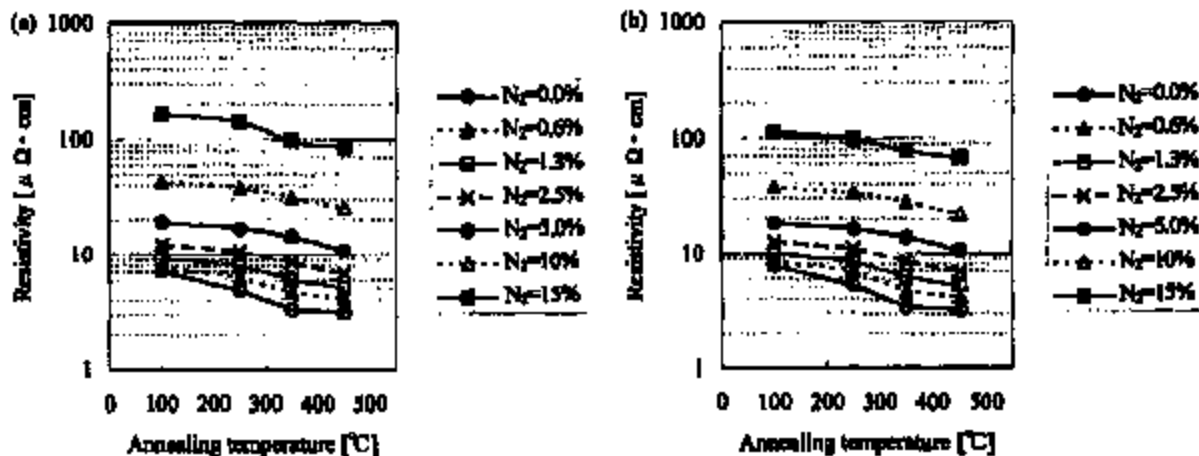 (a)
1000
100
10
1
Resistivity [ μ Ω・cm]
0 100 200 300 400 500
Annealing temperature [℃]
N₂=0.0%
N₂=0.6%
N₂=1.3%
N₂=2.5%
N₂=5.0%
N₂=10%
N₂=15%
(b)
1000
100
10
1
Resistivity [ μ Ω・cm]
0 100 200 300 400 500
Annealing temperature [℃]
N₂=0.0%
N₂=0.6%
N₂=1.3%
N₂=2.5%
N₂=5.0%
N₂=10%
N₂=15%